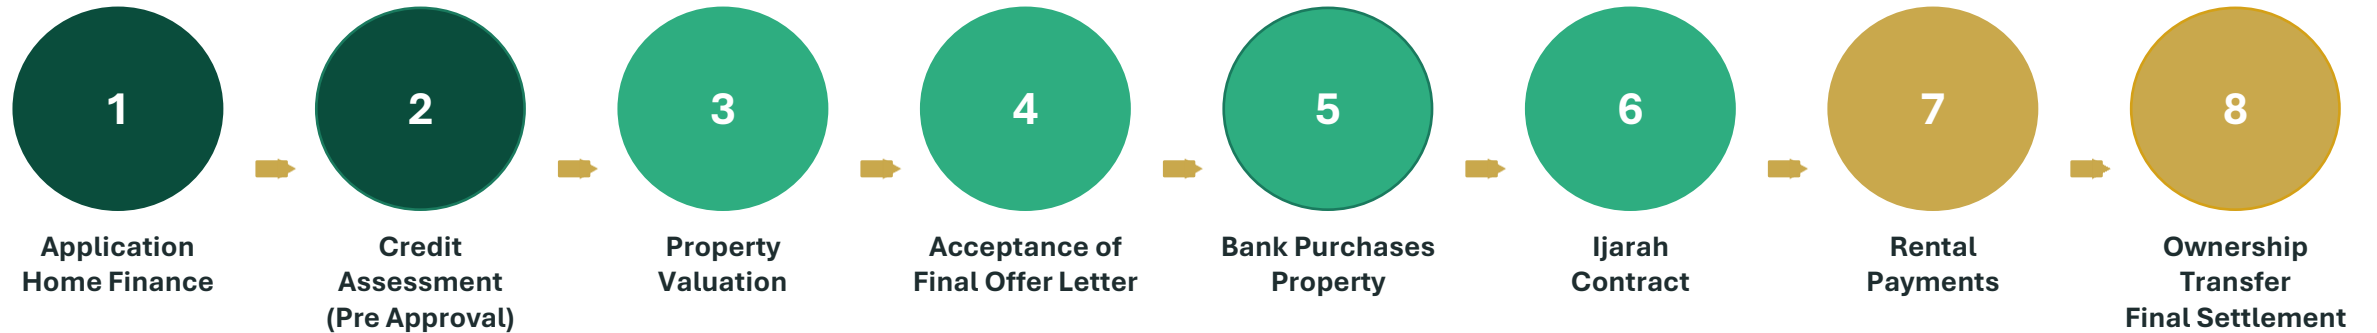 1
Application
Home Finance
2
Credit
Assessment
(Pre Approval)
3
Property
Valuation
4
Acceptance of
Final Offer Letter
5
Bank Purchases
Property
6
Ijarah
Contract
7
Rental
Payments
8
Ownership
Transfer
Final Settlement